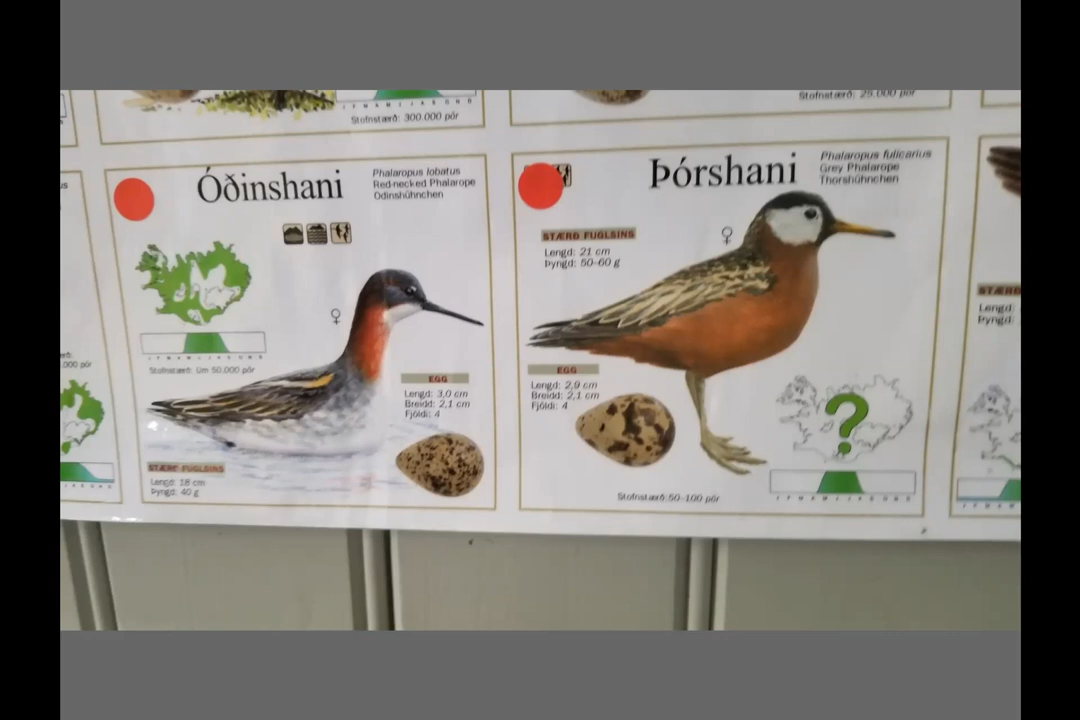 Stofnstærð: 300.000 pör
Stofnstærð: 25.000 pör
Óðinshani
Phalaropus lobatus
Red-necked Phalarope
Odinshühnchen
♀
J F M A M J J Á S O N D
Stofnstærð: Um 50.000 pör
EGG
Lengd: 3,0 cm
Breidd: 2,1 cm
Fjöldi: 4
STÆRÐ FUGLSINS
Lengd: 18 cm
Þyngd: 40 g
Þórshani
Phalaropus fulicarius
Grey Phalarope
Thorshühnchen
STÆRÐ FUGLSINS
Lengd: 21 cm
Þyngd: 50-60 g
♀
EGG
Lengd: 2,9 cm
Breidd: 2,1 cm
Fjöldi: 4
?
J F M A M J J Á S O N D
Stofnstærð: 50-100 pör
STÆRÐ
Lengd:
Þyngd: